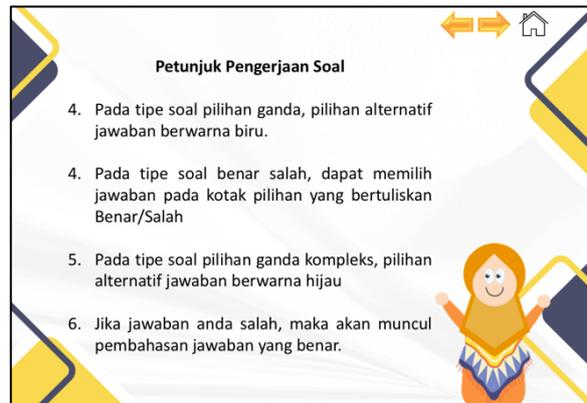 Petunjuk Pengerjaan Soal
4. Pada tipe soal pilihan ganda, pilihan alternatif
jawaban berwarna biru.
4. Pada tipe soal benar salah, dapat memilih
jawaban pada kotak pilihan yang bertuliskan
Benar/Salah
5. Pada tipe soal pilihan ganda kompleks, pilihan
alternatif jawaban berwarna hijau
6. Jika jawaban anda salah, maka akan muncul
pembahasan jawaban yang benar.